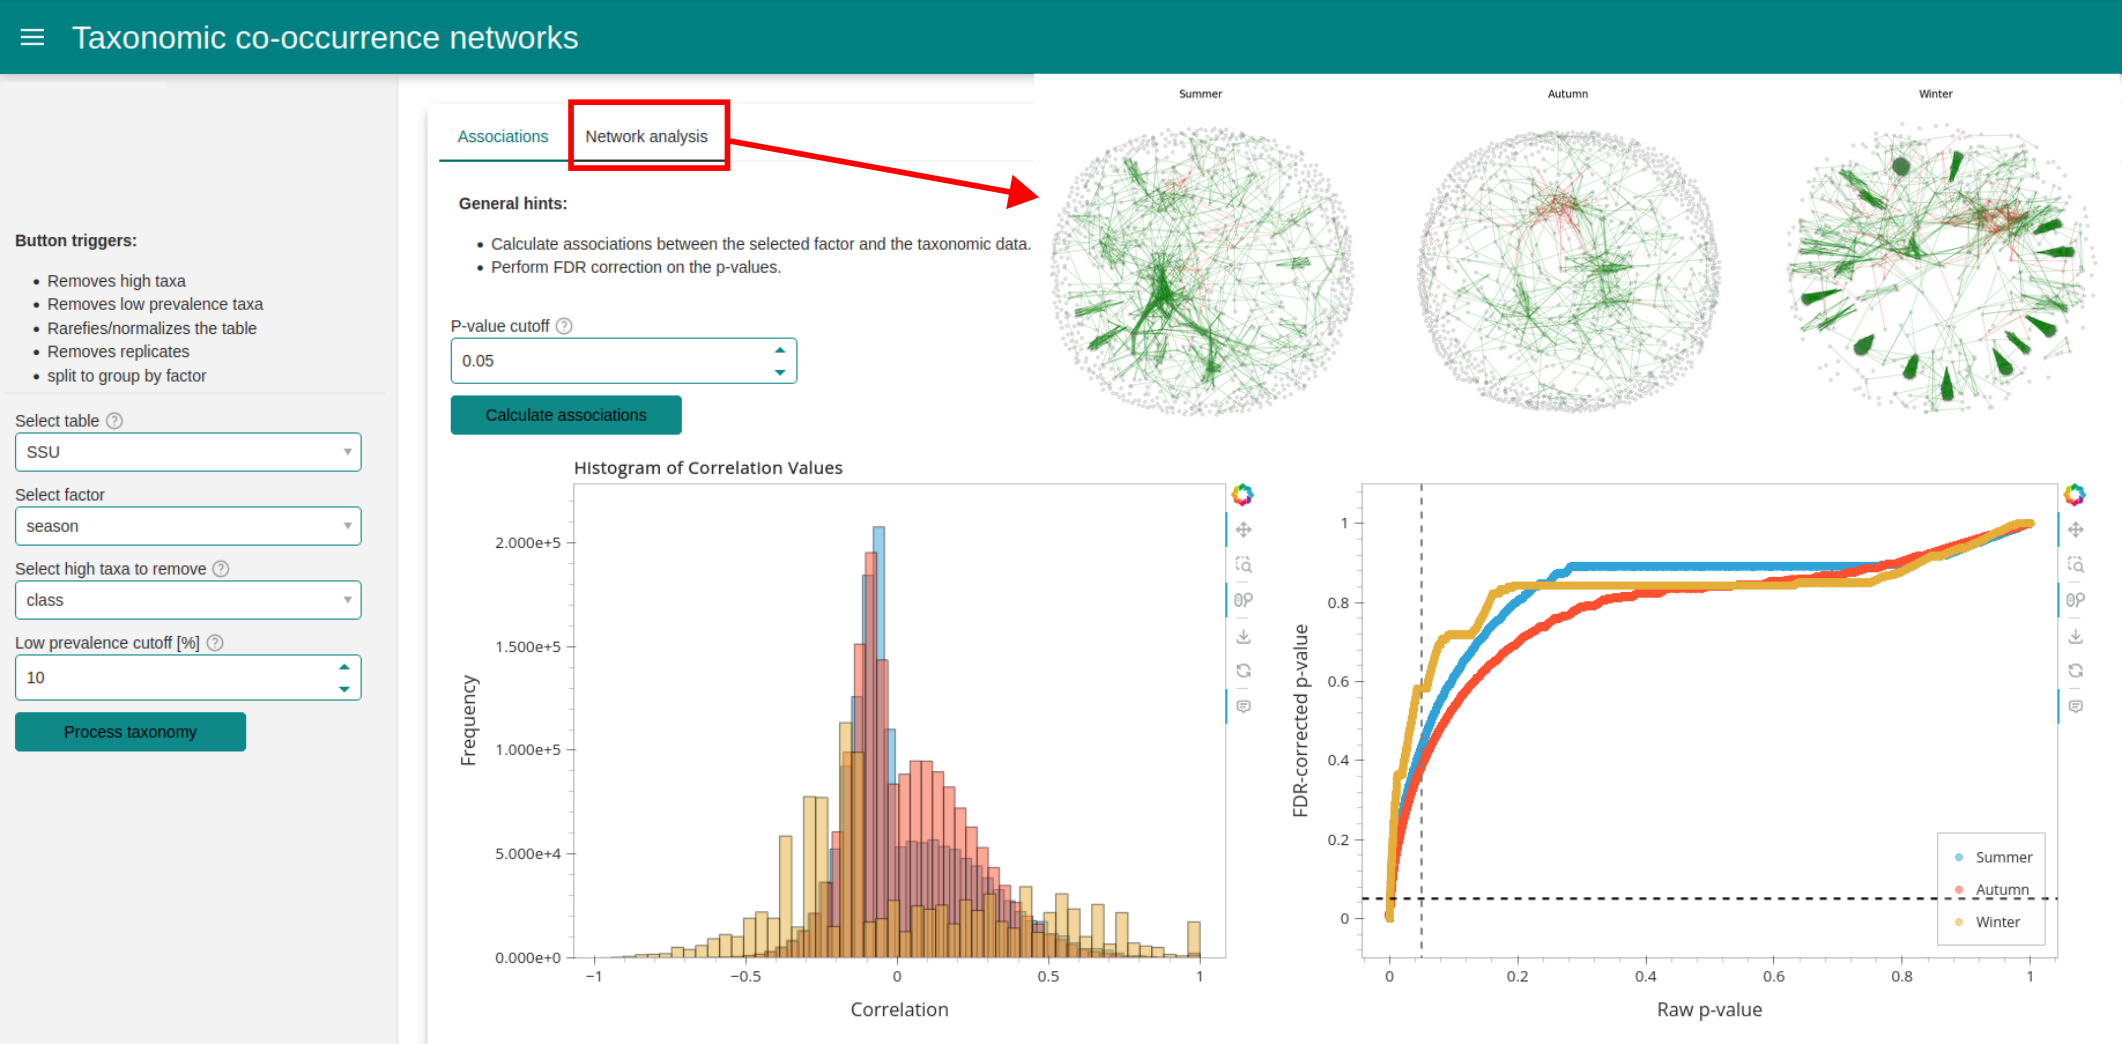 Taxonomic co-occurrence networks
Button triggers:
• Removes high taxa
• Removes low prevalence taxa
• Rarefies/normalizes the table
• Removes replicates
• split to group by factor
Select table ?
SSU
Select factor
season
Select high taxa to remove ?
class
Low prevalence cutoff [%] ?
10
Process taxonomy
Associations
Network analysis
General hints:
• Calculate associations between the selected factor and the taxonomic data.
• Perform FDR correction on the p-values.
P-value cutoff ?
0.05
Calculate associations
Summer
Autumn
Winter
Histogram of Correlation Values
Frequency
2.000e+5
1.500e+5
1.000e+5
5.000e+4
0.000e+0
−1
−0.5
0
0.5
1
Correlation
FDR-corrected p-value
1
0.8
0.6
0.4
0.2
0
0
0.2
0.4
0.6
0.8
1
Raw p-value
Summer
Autumn
Winter